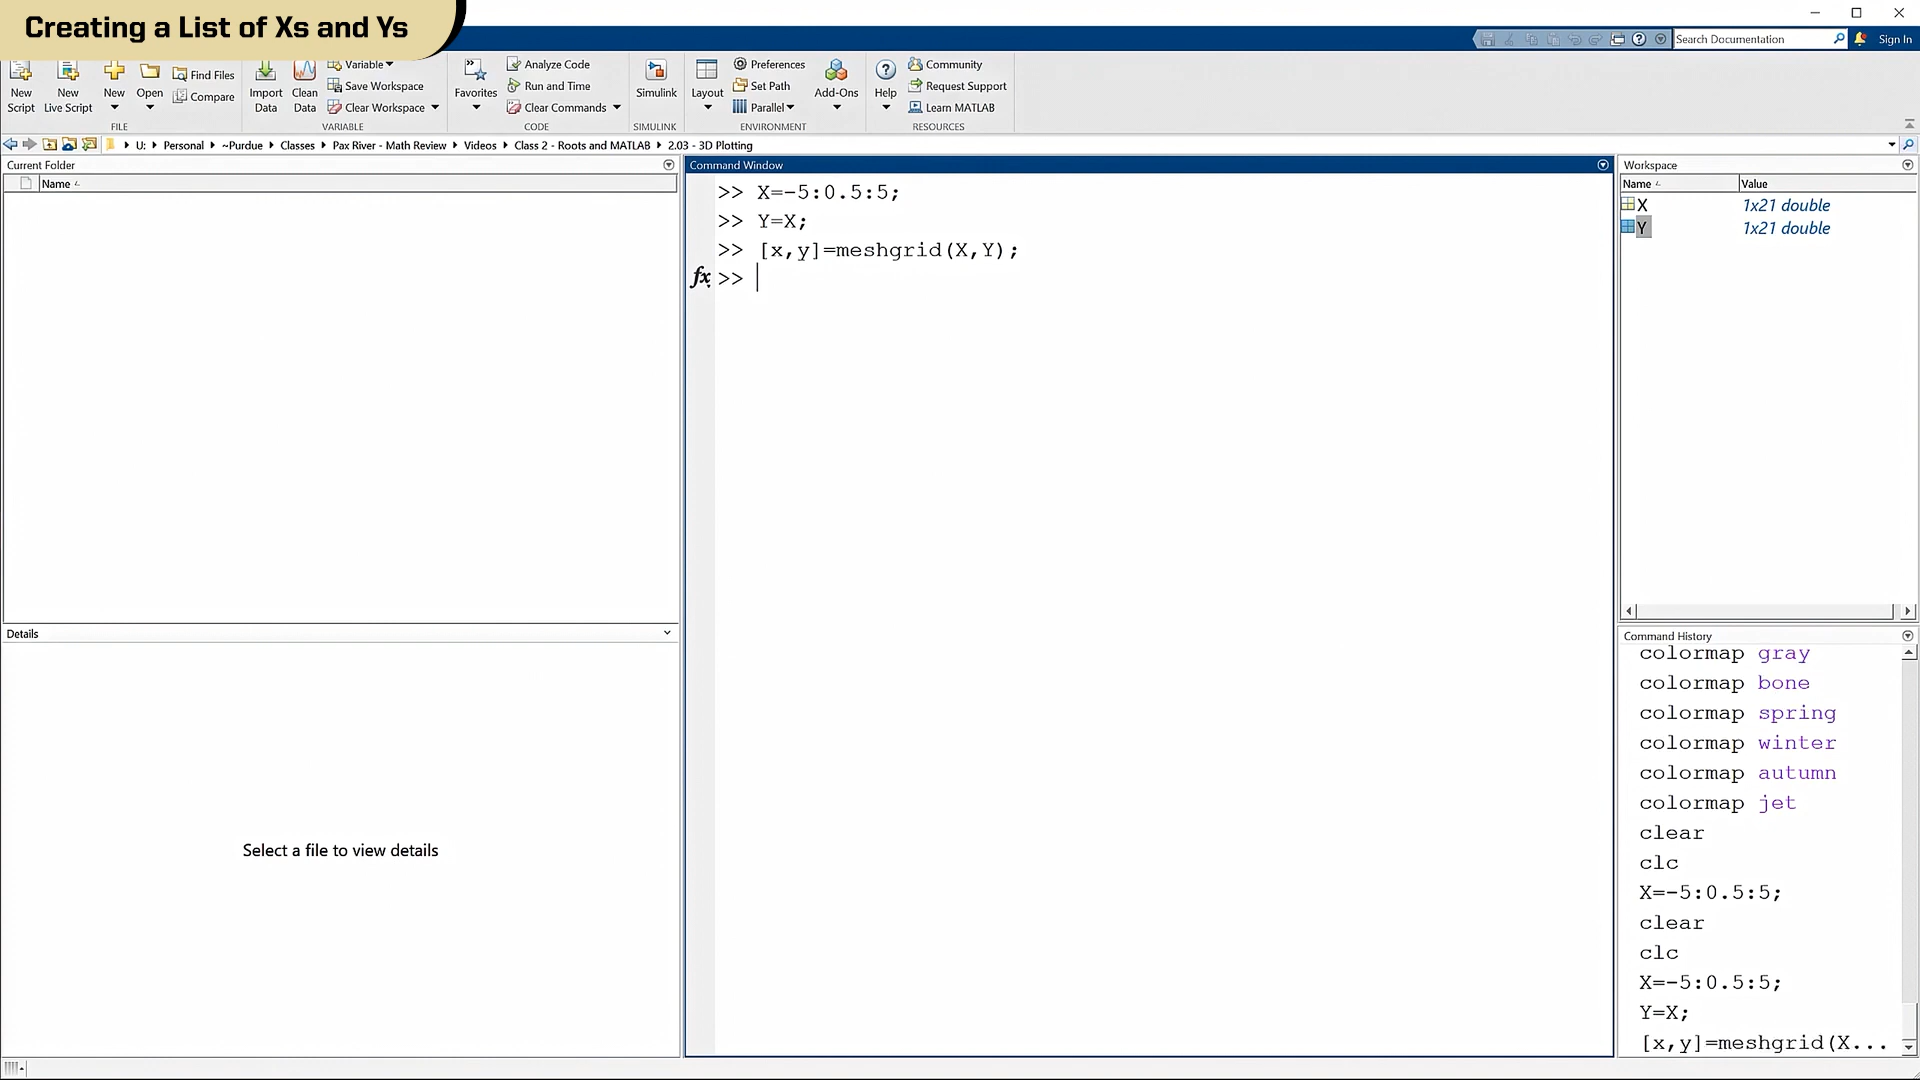 Creating a List of Xs and Ys
Search Documentation
Sign In
New Script
New Live Script
New
Open
Find Files
Compare
FILE
Import Data
Clean Data
Variable
Save Workspace
Clear Workspace
VARIABLE
Favorites
Analyze Code
Run and Time
Clear Commands
CODE
Simulink
SIMULINK
Layout
Preferences
Set Path
Parallel
Add-Ons
ENVIRONMENT
Help
Community
Request Support
Learn MATLAB
RESOURCES
U: Personal ~Purdue Classes Pax River - Math Review Videos Class 2 - Roots and MATLAB 2.03 - 3D Plotting
Current Folder
Name
Details
Select a file to view details
Command Window
>> X=-5:0.5:5;
>> Y=X;
>> [x,y]=meshgrid(X,Y);
fx >>
Workspace
Name Value
X 1x21 double
Y 1x21 double
Command History
colormap gray
colormap bone
colormap spring
colormap winter
colormap autumn
colormap jet
clear
clc
X=-5:0.5:5;
clear
clc
X=-5:0.5:5;
Y=X;
[x,y]=meshgrid(X...